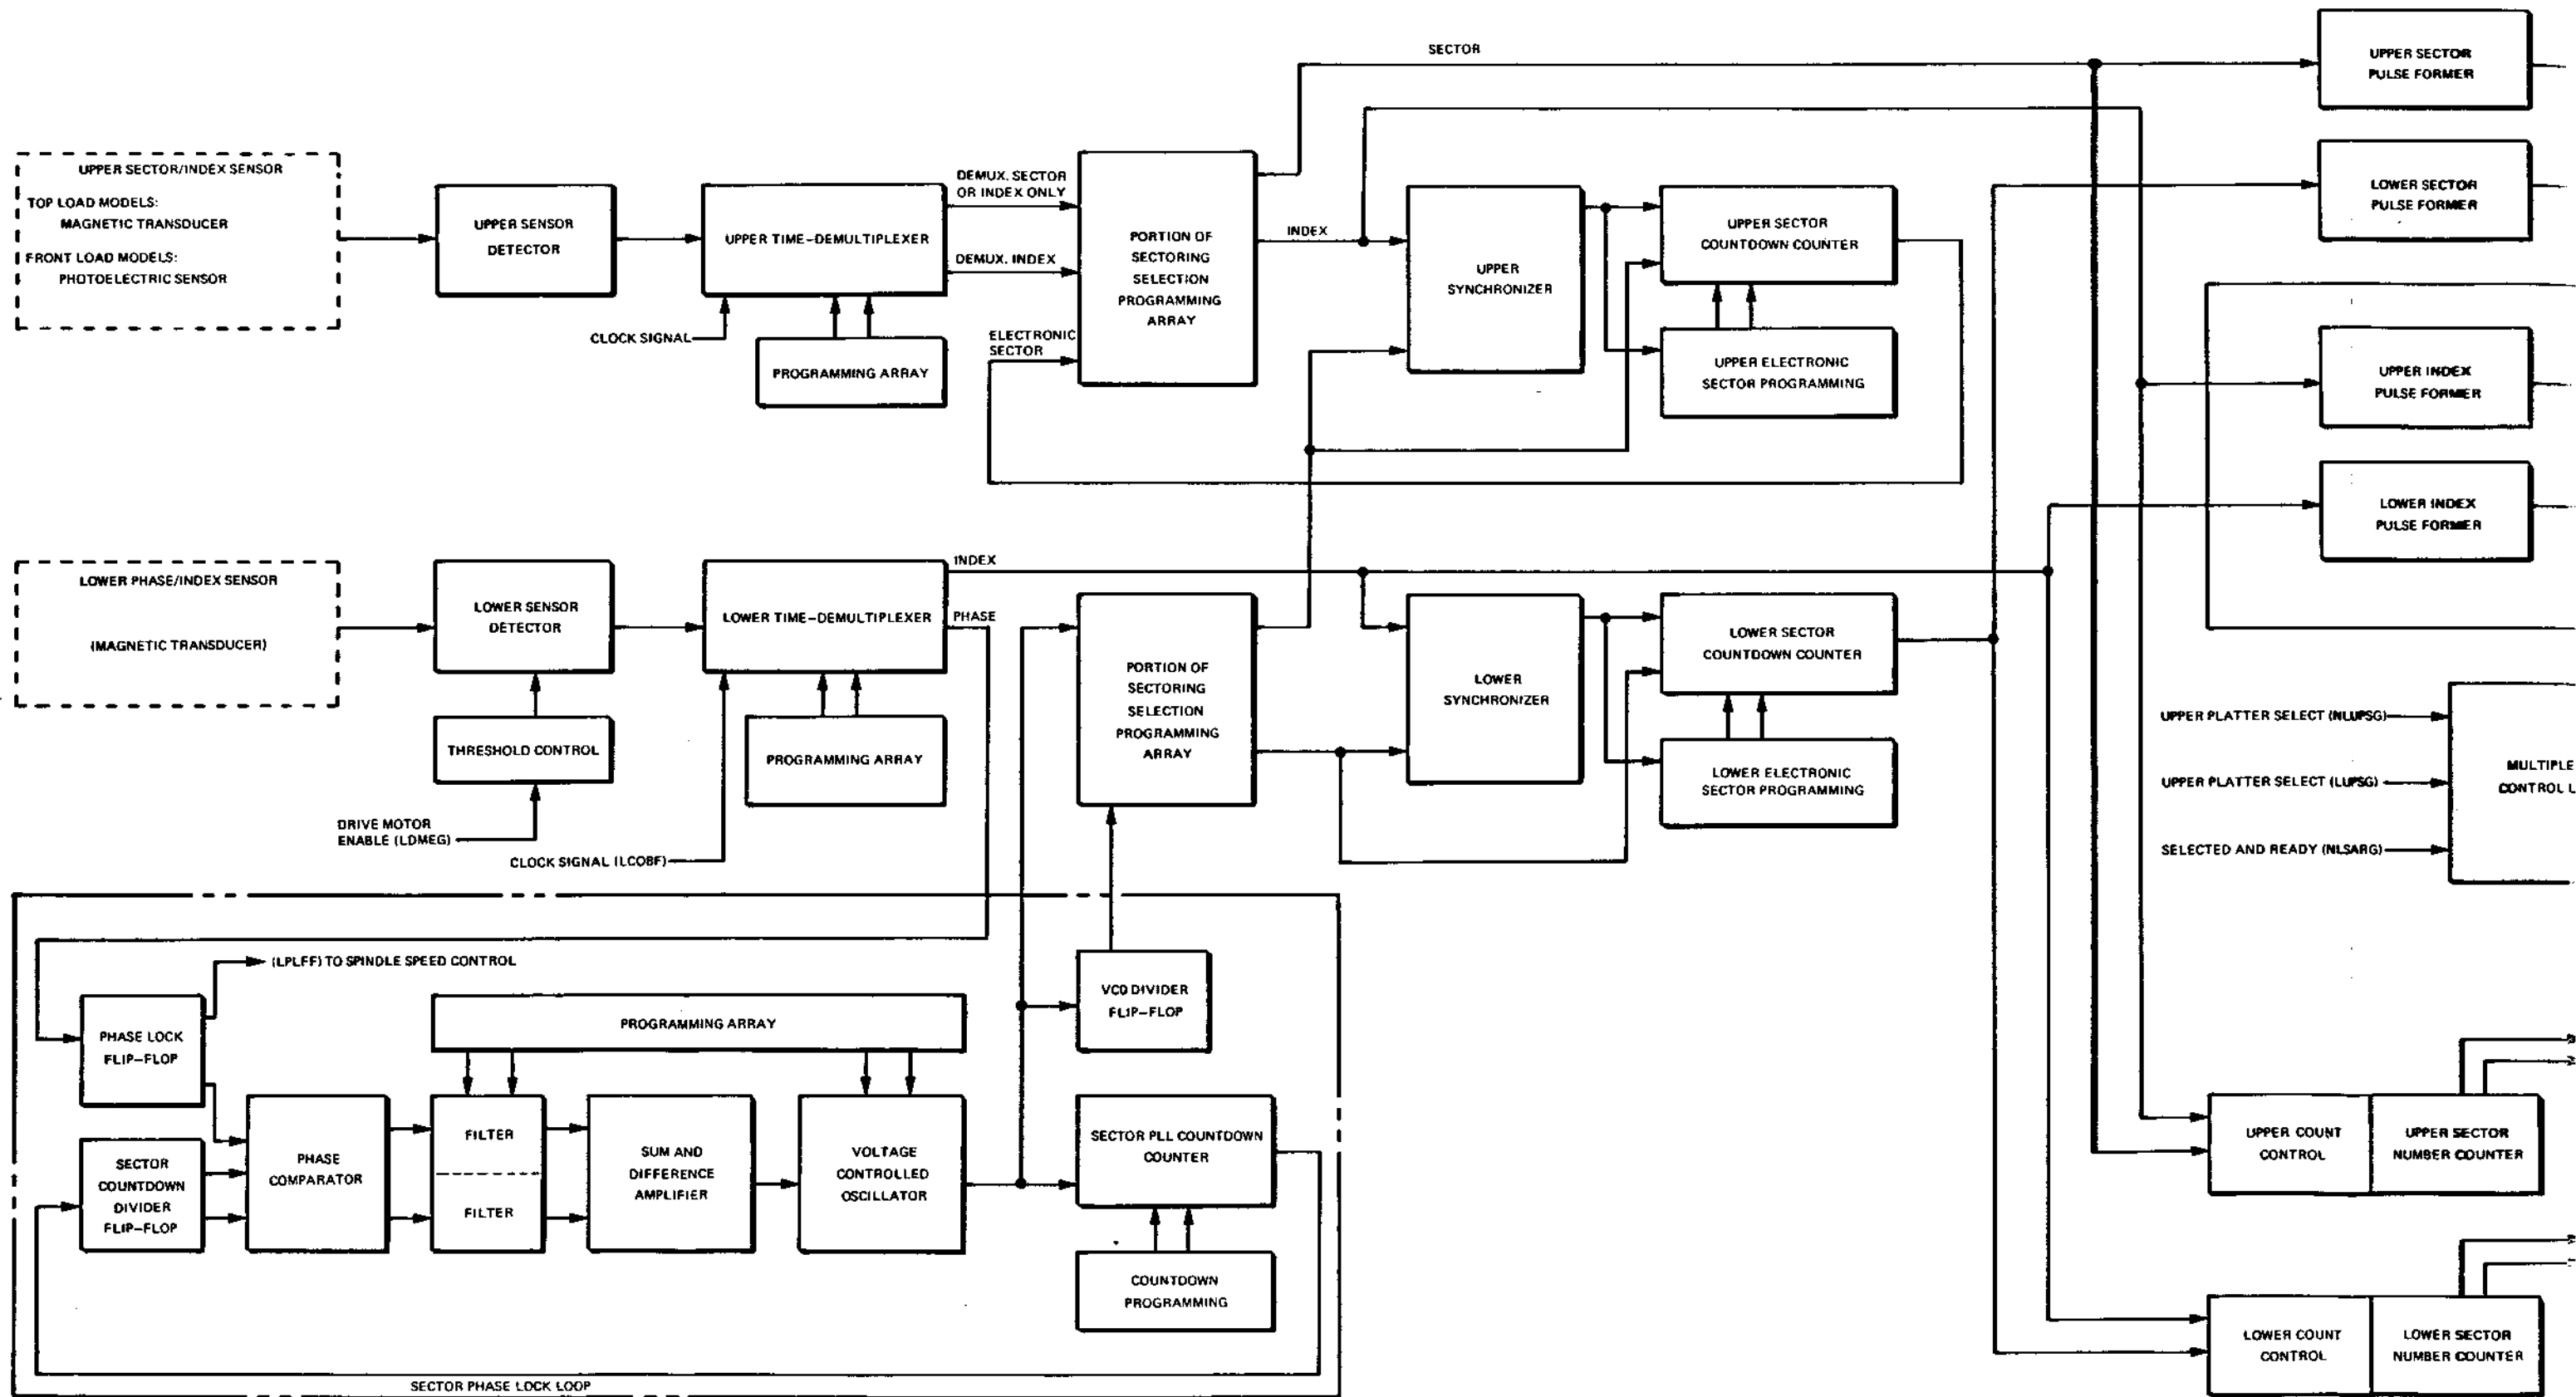 SECTOR
UPPER SECTOR
PULSE FORMER
UPPER SECTOR/INDEX SENSOR
TOP LOAD MODELS:
MAGNETIC TRANSDUCER
FRONT LOAD MODELS:
PHOTOELECTRIC SENSOR
UPPER SENSOR
DETECTOR
UPPER TIME-DEMULTIPLEXER
CLOCK SIGNAL
PROGRAMMING ARRAY
DEMUX. SECTOR
OR INDEX ONLY
DEMUX. INDEX
ELECTRONIC
SECTOR
PORTION OF
SECTORING
SELECTION
PROGRAMMING
ARRAY
INDEX
UPPER
SYNCHRONIZER
UPPER SECTOR
COUNTDOWN COUNTER
UPPER ELECTRONIC
SECTOR PROGRAMMING
LOWER SECTOR
PULSE FORMER
UPPER INDEX
PULSE FORMER
LOWER INDEX
PULSE FORMER
LOWER PHASE/INDEX SENSOR
(MAGNETIC TRANSDUCER)
LOWER SENSOR
DETECTOR
THRESHOLD CONTROL
DRIVE MOTOR
ENABLE (LDMEG)
LOWER TIME-DEMULTIPLEXER
INDEX
PHASE
PROGRAMMING ARRAY
CLOCK SIGNAL (LCOBF)
PORTION OF
SECTORING
SELECTION
PROGRAMMING
ARRAY
LOWER
SYNCHRONIZER
LOWER SECTOR
COUNTDOWN COUNTER
LOWER ELECTRONIC
SECTOR PROGRAMMING
UPPER PLATTER SELECT (NLUPSG)
UPPER PLATTER SELECT (LUPSG)
SELECTED AND READY (NLSARG)
MULTIPLE
CONTROL L
(LPLFF) TO SPINDLE SPEED CONTROL
PHASE LOCK
FLIP-FLOP
SECTOR
COUNTDOWN
DIVIDER
FLIP-FLOP
PHASE
COMPARATOR
PROGRAMMING ARRAY
FILTER
FILTER
SUM AND
DIFFERENCE
AMPLIFIER
VOLTAGE
CONTROLLED
OSCILLATOR
VCO DIVIDER
FLIP-FLOP
SECTOR PLL COUNTDOWN
COUNTER
COUNTDOWN
PROGRAMMING
SECTOR PHASE LOCK LOOP
UPPER COUNT
CONTROL
UPPER SECTOR
NUMBER COUNTER
LOWER COUNT
CONTROL
LOWER SECTOR
NUMBER COUNTER